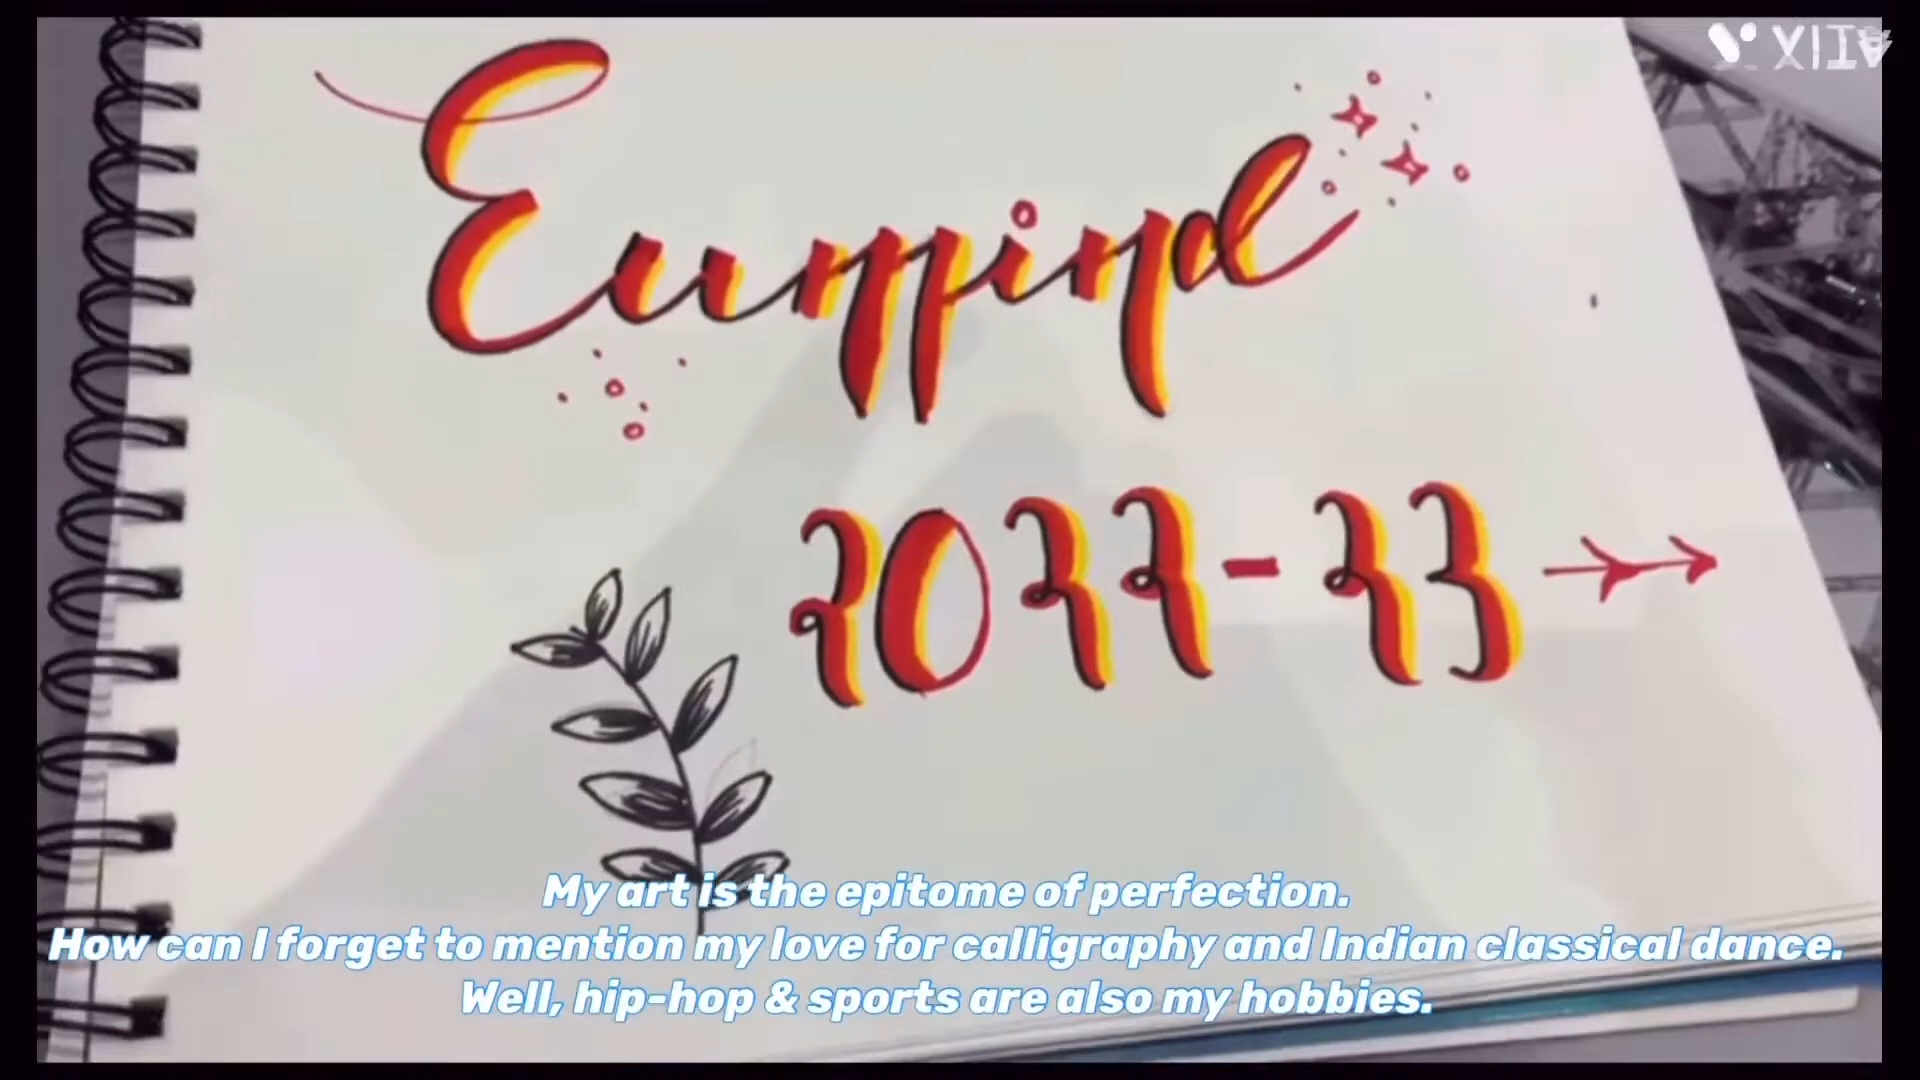 Eumind
2022-23
My art is the epitome of perfection.
How can I forget to mention my love for calligraphy and Indian classical dance.
Well, hip-hop & sports are also my hobbies.